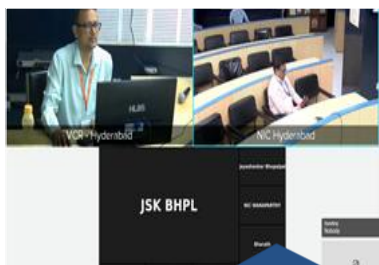 VCR - Hyderabad
NIC Hyderabad
JSK BHPL
NIC WANAPARTHY
Bharath
a